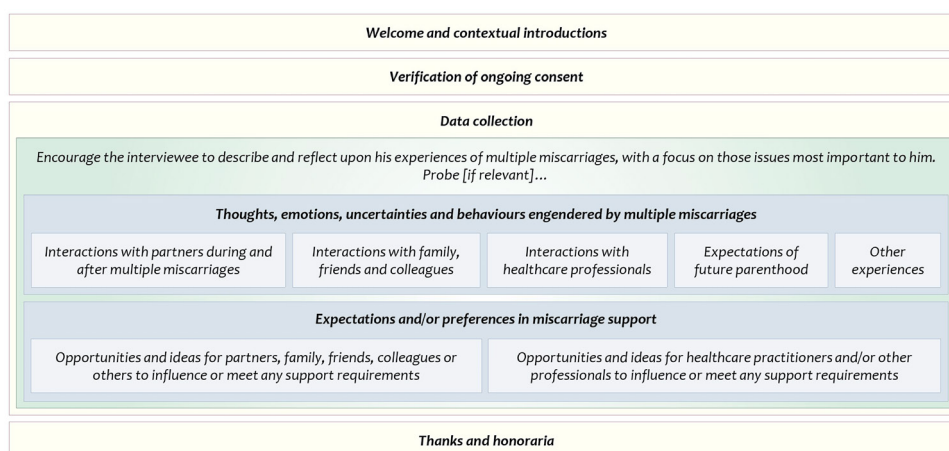 Welcome and contextual introductions
Verification of ongoing consent
Data collection
Encourage the interviewee to describe and reflect upon his experiences of multiple miscarriages, with a focus on those issues most important to him.
Probe [if relevant]...
Thoughts, emotions, uncertainties and behaviours engendered by multiple miscarriages
Interactions with partners during and
after multiple miscarriages
Interactions with family,
friends and colleagues
Interactions with
healthcare professionals
Expectations of
future parenthood
Other
experiences
Expectations and/or preferences in miscarriage support
Opportunities and ideas for partners, family, friends, colleagues or
others to influence or meet any support requirements
Opportunities and ideas for healthcare practitioners and/or other
professionals to influence or meet any support requirements
Thanks and honoraria